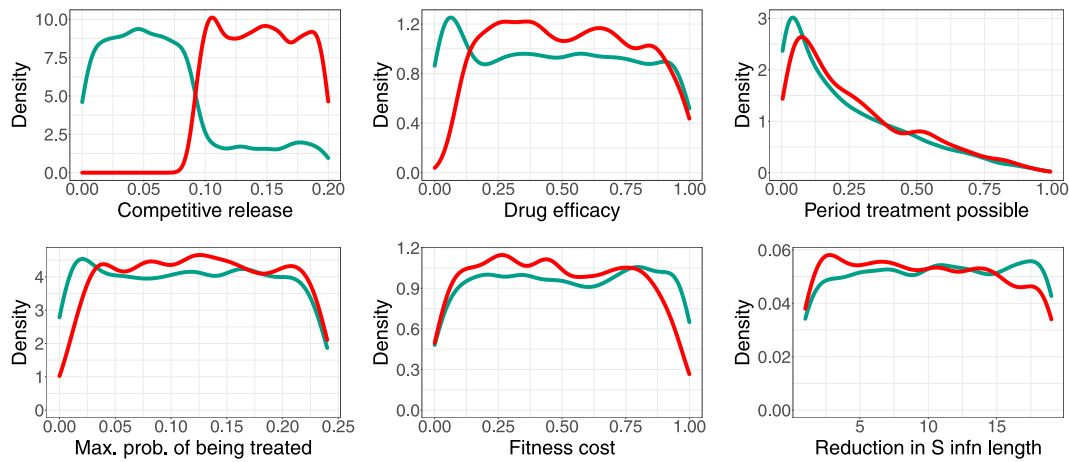 Density
10.0
7.5
5.0
2.5
0.0
0.00 0.05 0.10 0.15 0.20
Competitive release
Density
1.2
0.8
0.4
0.0
0.00 0.25 0.50 0.75 1.00
Drug efficacy
Density
3
2
1
0
0.00 0.25 0.50 0.75 1.00
Period treatment possible
Density
4
3
2
1
0
0.00 0.05 0.10 0.15 0.20 0.25
Max. prob. of being treated
Density
1.2
0.9
0.6
0.3
0.0
0.00 0.25 0.50 0.75 1.00
Fitness cost
Density
0.06
0.04
0.02
0.00
5 10 15
Reduction in S infn length